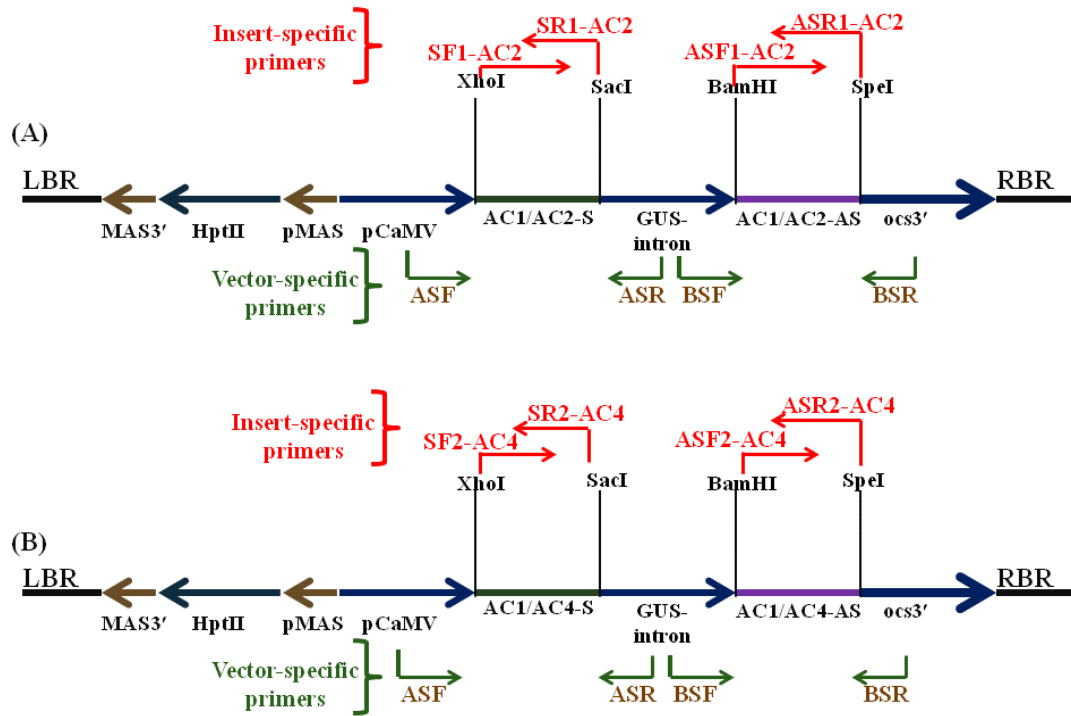 Insert-specific primers
SR1-AC2
ASR1-AC2
SF1-AC2
ASF1-AC2
XhoI
SacI
BamHI
SpeI
(A)
LBR
RBR
MAS3′
HptII
pMAS
pCaMV
AC1/AC2-S
GUS-intron
AC1/AC2-AS
ocs3′
Vector-specific primers
ASF
ASR
BSF
BSR
Insert-specific primers
SR2-AC4
ASR2-AC4
SF2-AC4
ASF2-AC4
XhoI
SacI
BamHI
SpeI
(B)
LBR
RBR
MAS3′
HptII
pMAS
pCaMV
AC1/AC4-S
GUS-intron
AC1/AC4-AS
ocs3′
Vector-specific primers
ASF
ASR
BSF
BSR